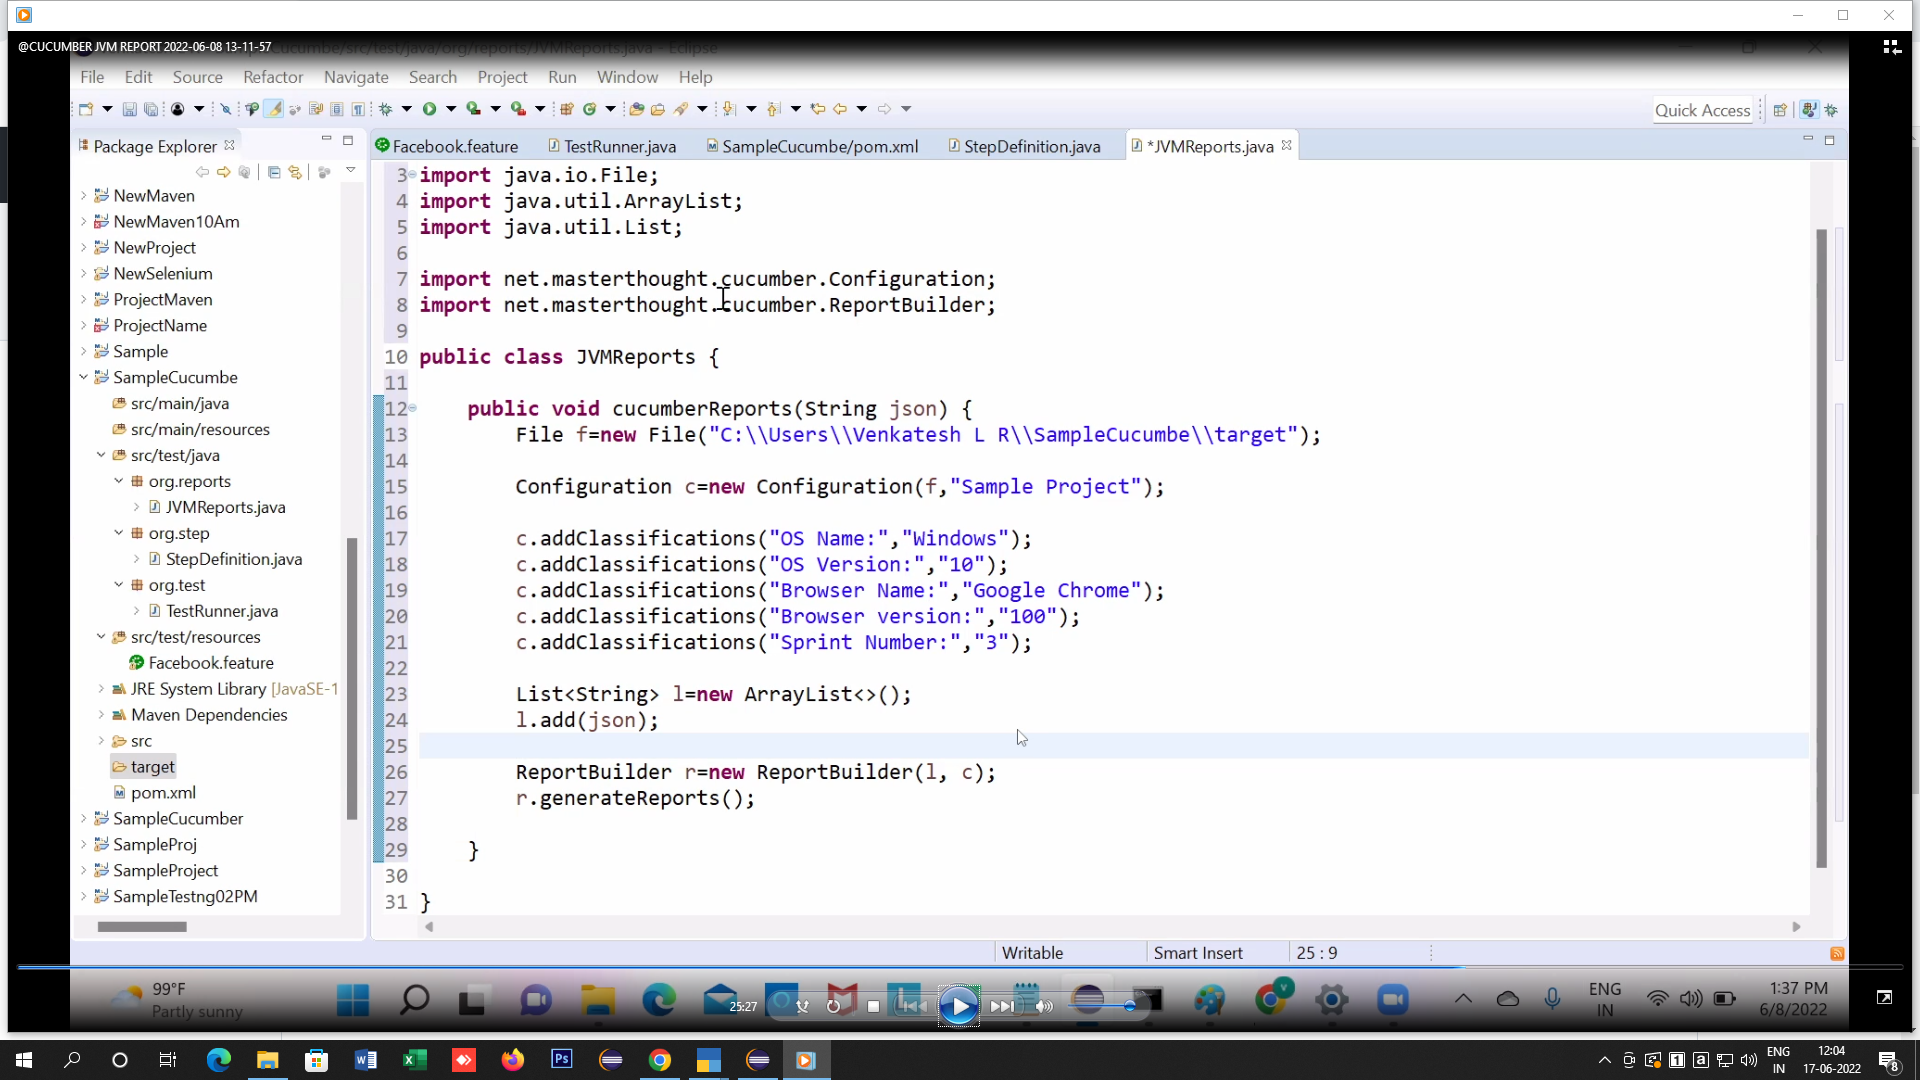 @CUCUMBER JVM REPORT 2022-06-08 13-11-57
cucumbe/src/test/java/org/reports/JVMReports.java - Eclipse
File Edit Source Refactor Navigate Search Project Run Window Help
Quick Access
Package Explorer
Facebook.feature TestRunner.java SampleCucumbe/pom.xml StepDefinition.java *JVMReports.java
NewMaven
NewMaven10Am
NewProject
NewSelenium
ProjectMaven
ProjectName
Sample
SampleCucumbe
src/main/java
src/main/resources
src/test/java
org.reports
JVMReports.java
org.step
StepDefinition.java
org.test
TestRunner.java
src/test/resources
Facebook.feature
JRE System Library [JavaSE-1
Maven Dependencies
src
target
pom.xml
SampleCucumber
SampleProj
SampleProject
SampleTestng02PM
3 import java.io.File;
4 import java.util.ArrayList;
5 import java.util.List;
6
7 import net.masterthought.cucumber.Configuration;
8 import net.masterthought.cucumber.ReportBuilder;
9
10 public class JVMReports {
11
12 public void cucumberReports(String json) {
13 File f=new File("C:\\Users\\Venkatesh L R\\SampleCucumbe\\target");
14
15 Configuration c=new Configuration(f,"Sample Project");
16
17 c.addClassifications("OS Name:","Windows");
18 c.addClassifications("OS Version:","10");
19 c.addClassifications("Browser Name:","Google Chrome");
20 c.addClassifications("Browser version:","100");
21 c.addClassifications("Sprint Number:","3");
22
23 List<String> l=new ArrayList<>();
24 l.add(json);
25
26 ReportBuilder r=new ReportBuilder(l, c);
27 r.generateReports();
28
29 }
30
31 }
Writable Smart Insert 25 : 9
99°F
Partly sunny
25:27
ENG
IN
1:37 PM
6/8/2022
ENG
IN
12:04
17-06-2022
8